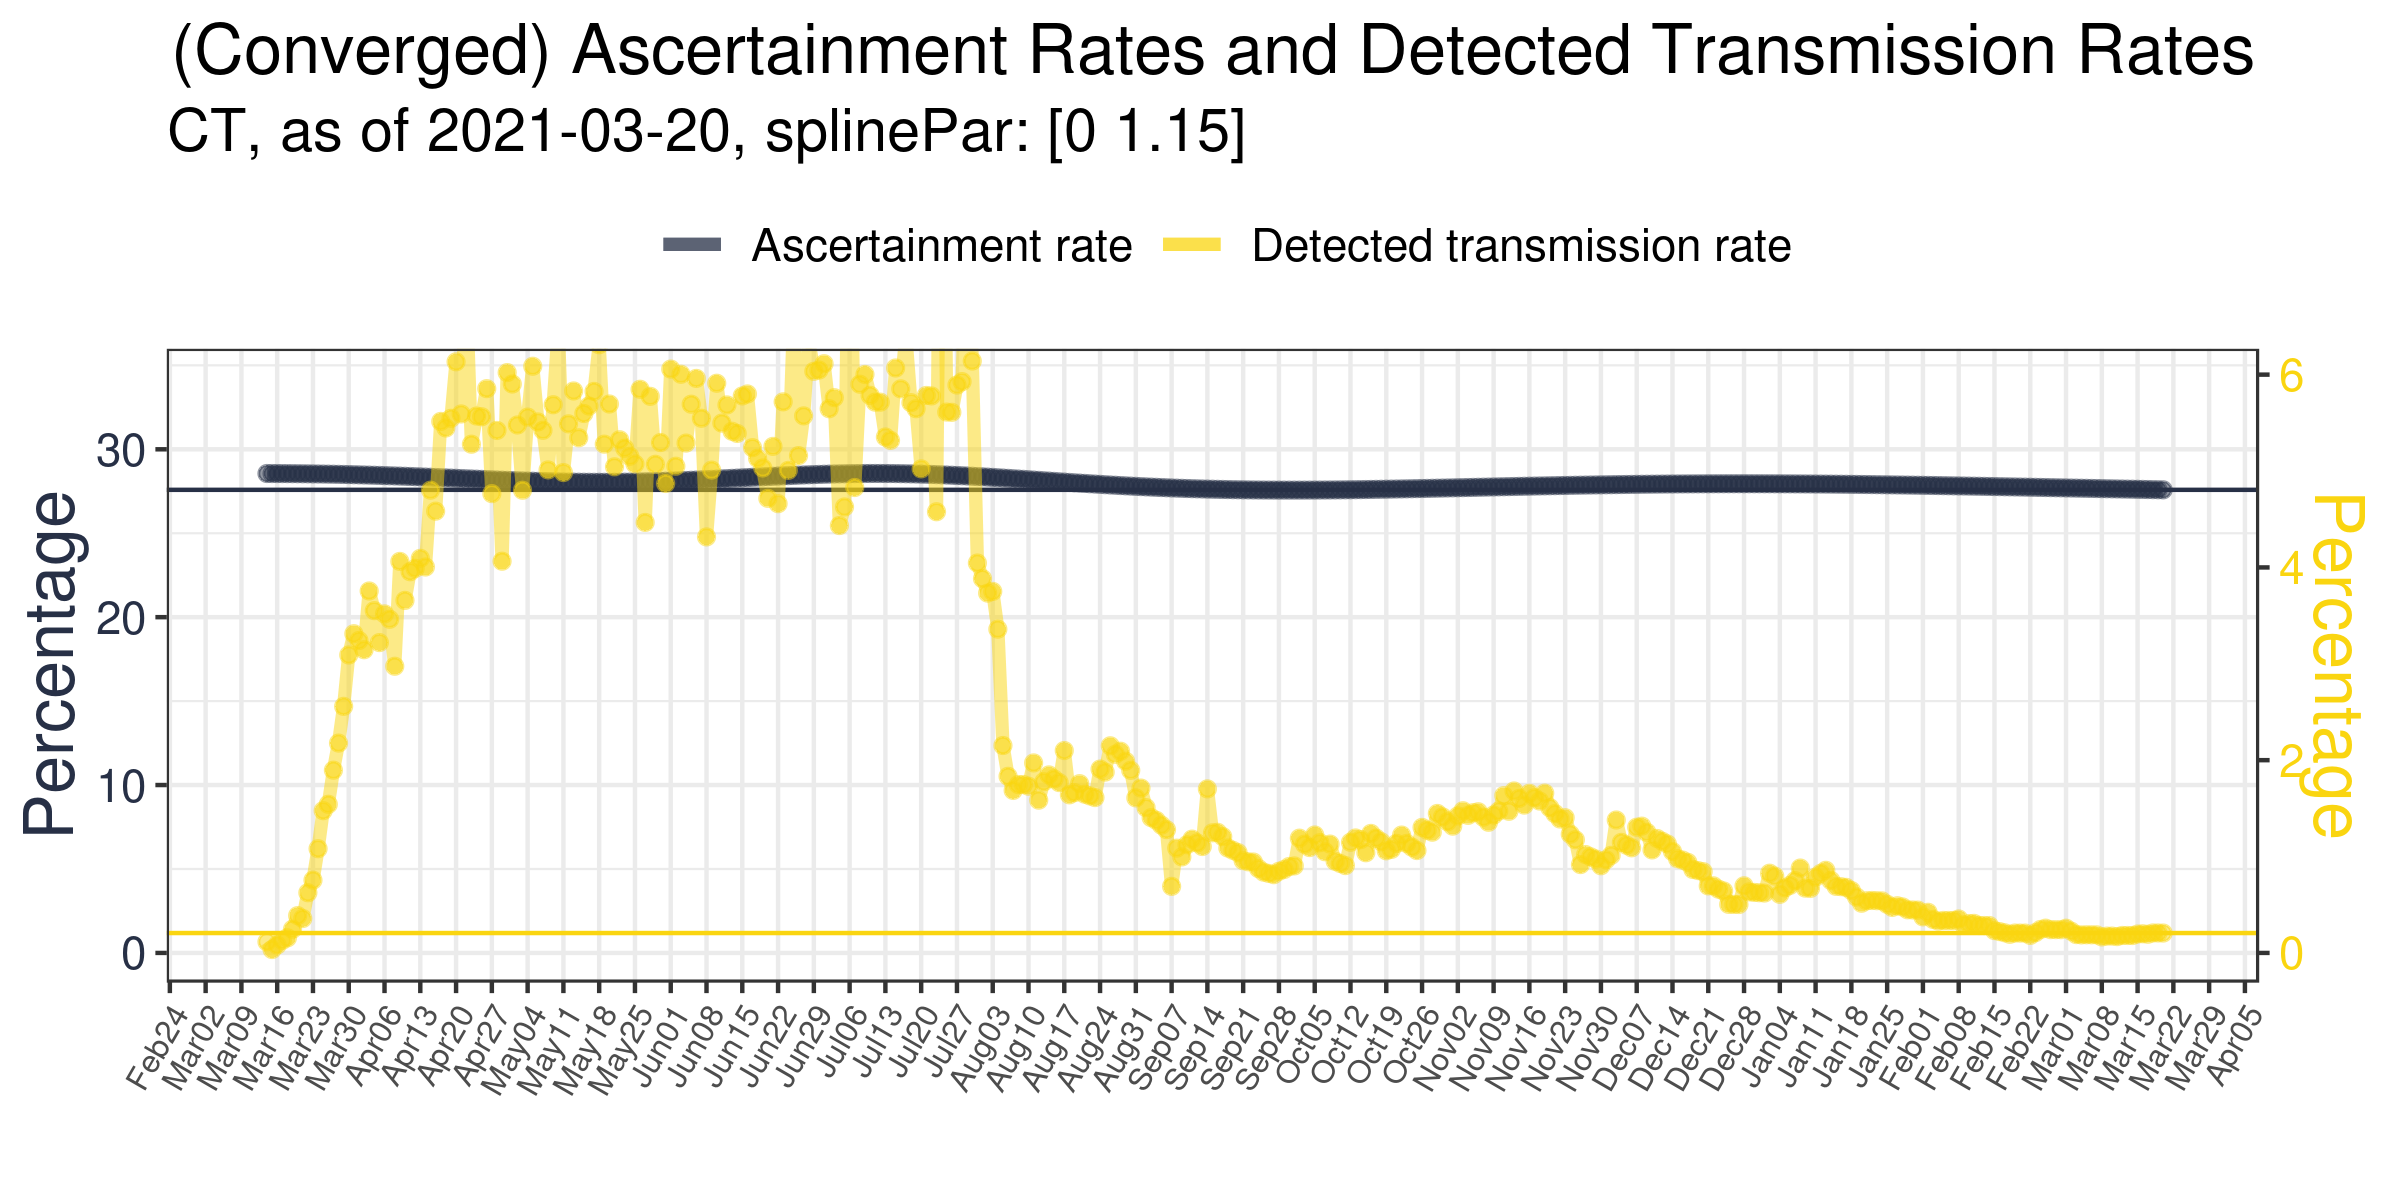 (Converged) Ascertainment Rates and Detected Transmission Rates
CT, as of 2021-03-20, splinePar: [0 1.15]
Ascertainment rate Detected transmission rate
Percentage
30
20
10
0
6
4
2
0
Percentage
Feb24 Mar02 Mar09 Mar16 Mar23 Mar30 Apr06 Apr13 Apr20 Apr27 May04 May11 May18 May25 Jun01 Jun08 Jun15 Jun22 Jun29 Jul06 Jul13 Jul20 Jul27 Aug03 Aug10 Aug17 Aug24 Aug31 Sep07 Sep14 Sep21 Sep28 Oct05 Oct12 Oct19 Oct26 Nov02 Nov09 Nov16 Nov23 Nov30 Dec07 Dec14 Dec21 Dec28 Jan04 Jan11 Jan18 Jan25 Feb01 Feb08 Feb15 Feb22 Mar01 Mar08 Mar15 Mar22 Mar29 Apr05